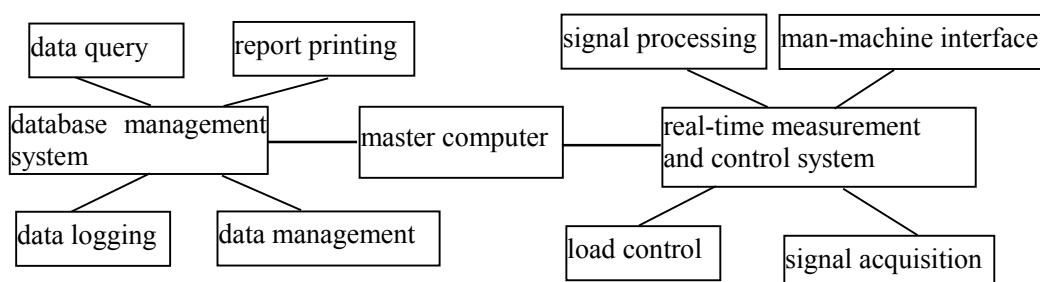 data query
report printing
signal processing
man-machine interface
database management
system
master computer
real-time measurement
and control system
data logging
data management
load control
signal acquisition